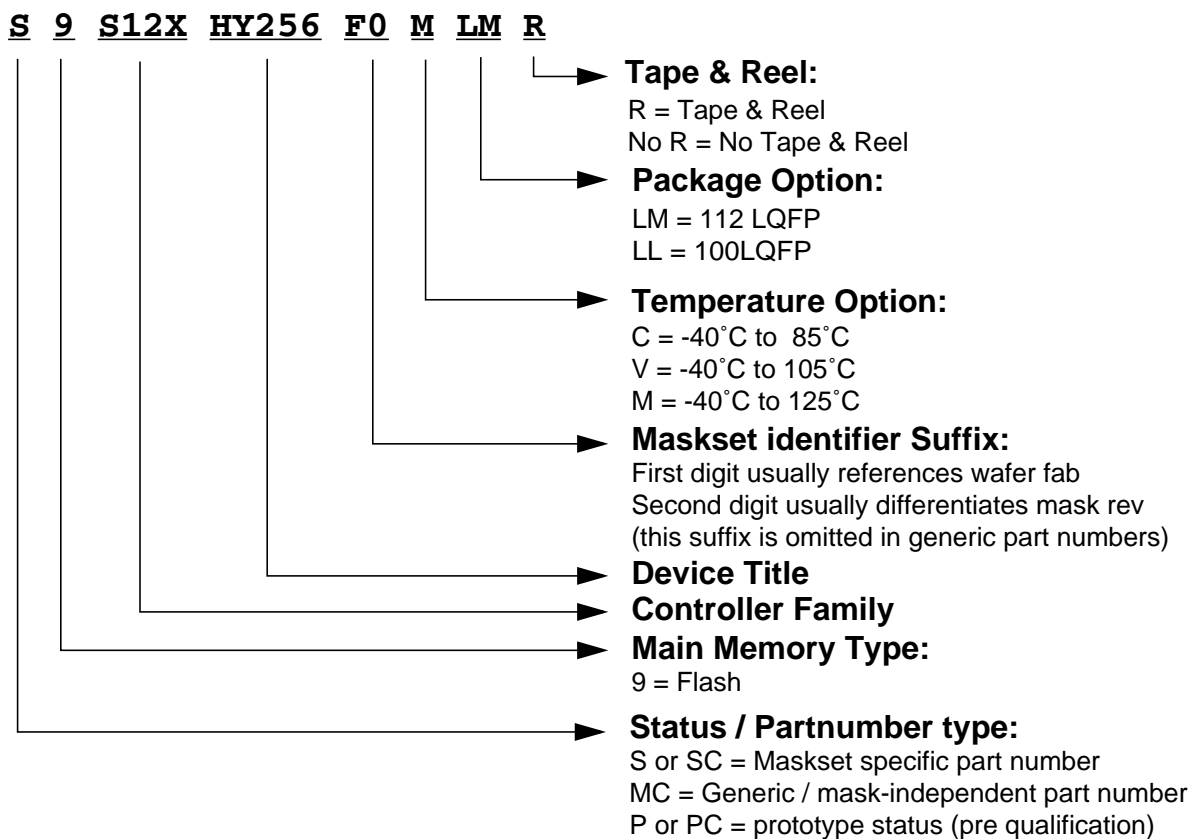 S 9 S12X HY256 F0 M LM R
Tape & Reel:
R = Tape & Reel
No R = No Tape & Reel
Package Option:
LM = 112 LQFP
LL = 100LQFP
Temperature Option:
C = -40˚C to  85˚C
V = -40˚C to 105˚C
M = -40˚C to 125˚C
Maskset identifier Suffix:
First digit usually references wafer fab
Second digit usually differentiates mask rev
(this suffix is omitted in generic part numbers)
Device Title
Controller Family
Main Memory Type:
9 = Flash
Status / Partnumber type:
S or SC = Maskset specific part number
MC = Generic / mask-independent part number
P or PC = prototype status (pre qualification)